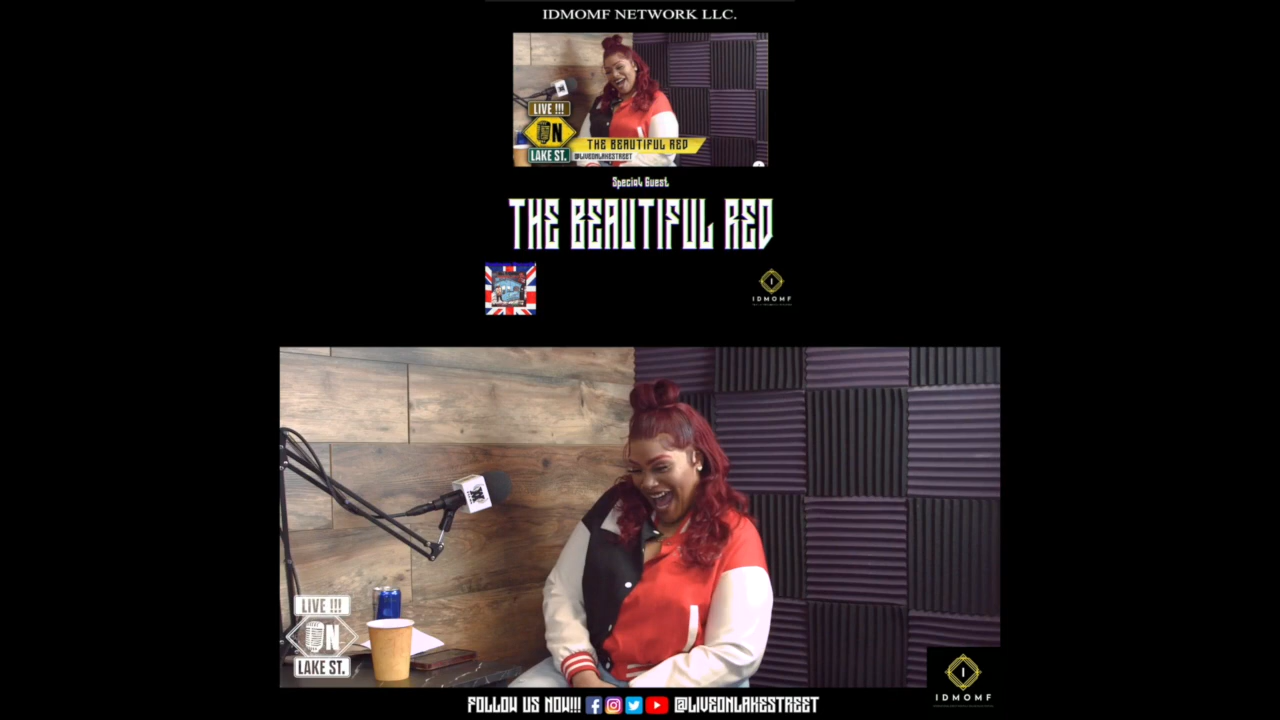 IDMOMF NETWORK LLC.
LIVE !!!
ON
LAKE ST.
THE BEAUTIFUL RED
@LIVEONLAKESTREET
Special Guest
THE BEAUTIFUL RED
IDMOMF
LIVE !!!
ON
LAKE ST.
IDMOMF
FOLLOW US NOW!!! @LIVEONLAKESTREET